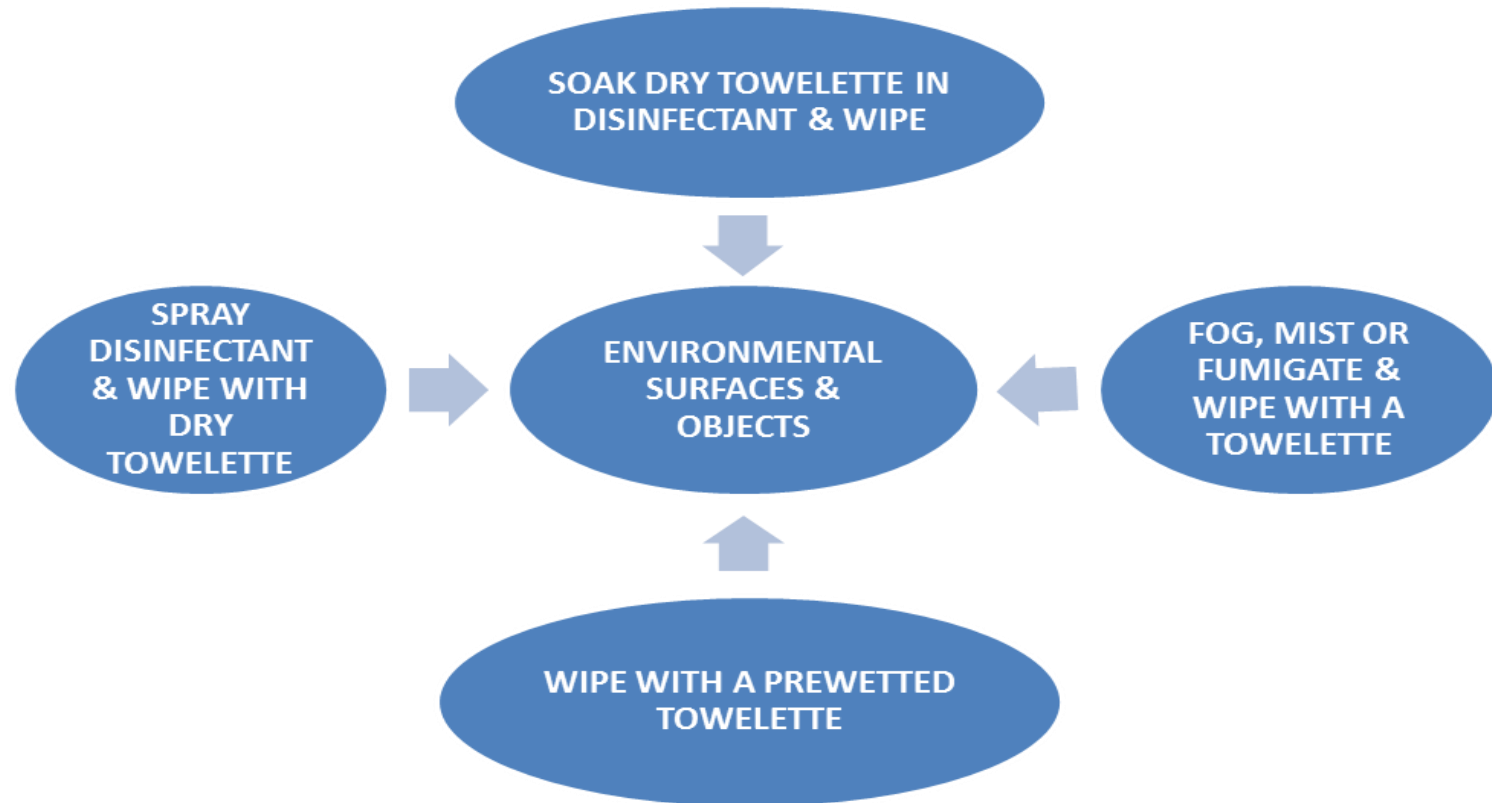 SOAK DRY TOWELETTE IN
DISINFECTANT & WIPE
SPRAY
DISINFECTANT
& WIPE WITH
DRY
TOWELETTE
ENVIRONMENTAL
SURFACES &
OBJECTS
FOG, MIST OR
FUMIGATE &
WIPE WITH A
TOWELETTE
WIPE WITH A PREWETTED
TOWELETTE